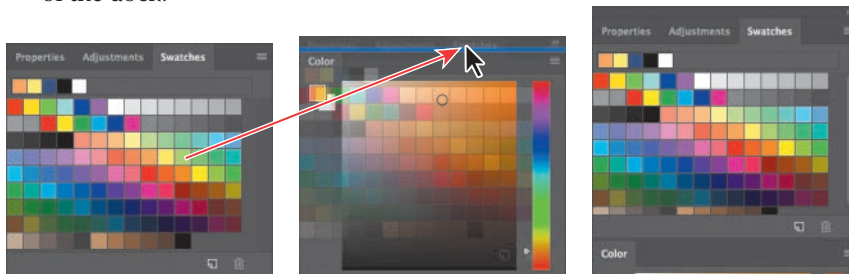 of the dock.
Properties Adjustments Swatches
Color
Properties Adjustments Swatches
Color